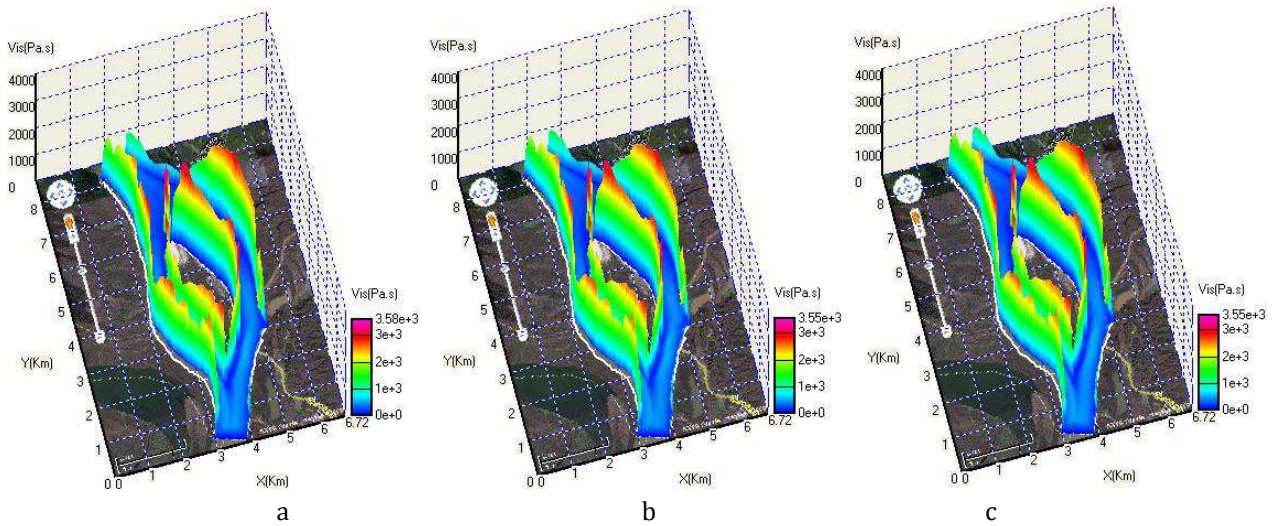 Vis(Pa.s)
4000
3000
2000
1000
0
8
7
6
5
4
Y(Km)
3
2
1
0 0
1
2
X(Km)
3
4
5
6
6.72
Vis(Pa.s)
3.58e+3
3e+3
2e+3
1e+3
0e+0
a
Vis(Pa.s)
4000
3000
2000
1000
0
8
7
6
5
4
Y(Km)
3
2
1
0 0
1
2
X(Km)
3
4
5
6
6.72
Vis(Pa.s)
3.55e+3
3e+3
2e+3
1e+3
0e+0
b
Vis(Pa.s)
4000
3000
2000
1000
0
8
7
6
5
4
Y(Km)
3
2
1
0 0
1
2
X(Km)
3
4
5
6
6.72
Vis(Pa.s)
3.55e+3
3e+3
2e+3
1e+3
0e+0
c